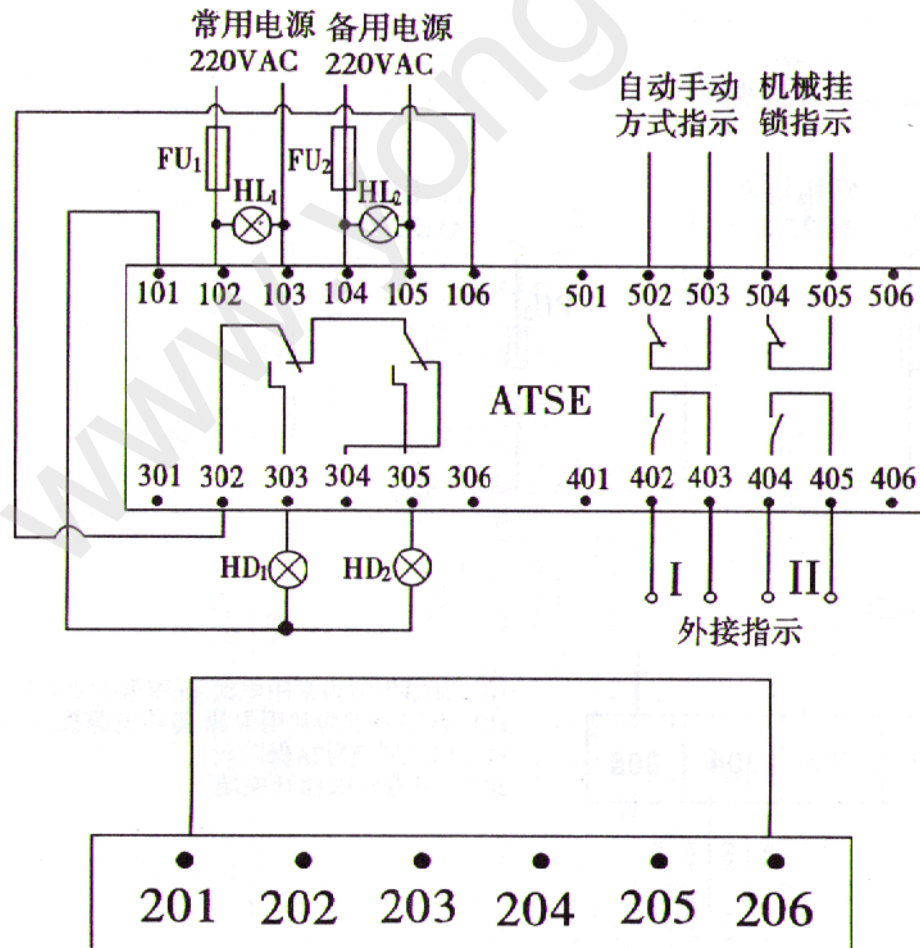 常用电源 备用电源
220VAC 220VAC
自动手动 机械挂
方式指示 锁指示
FU1 FU2
HL1 HL2
101 102 103 104 105 106 501 502 503 504 505 506
ATSE
301 302 303 304 305 306 401 402 403 404 405 406
HD1 HD2 I II
外接指示
201 202 203 204 205 206
www yong